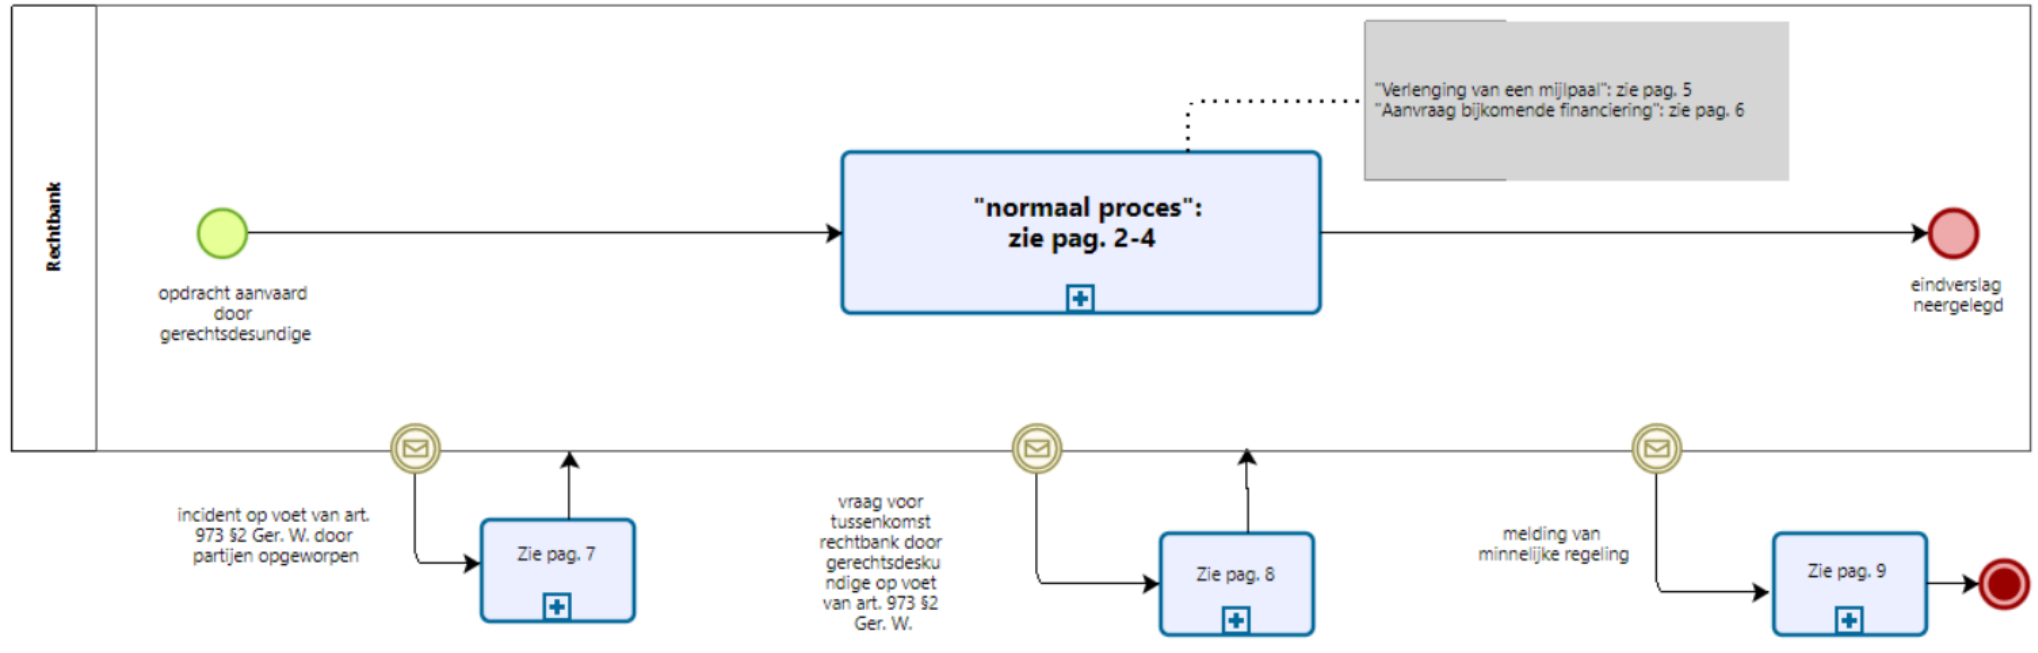 Rechtbank
"Verlenging van een mijlpaal": zie pag. 5
"Aanvraag bijkomende financiering": zie pag. 6
"normaal proces":
zie pag. 2-4
opdracht aanvaard
door
gerechtsdesundige
eindverslag
neergelegd
incident op voet van art.
973 §2 Ger. W. door
partijen opgeworpen
Zie pag. 7
vraag voor
tussenkomst
rechtbank door
gerechtsdesku
ndige op voet
van art. 973 §2
Ger. W.
Zie pag. 8
melding van
minnelijke regeling
Zie pag. 9